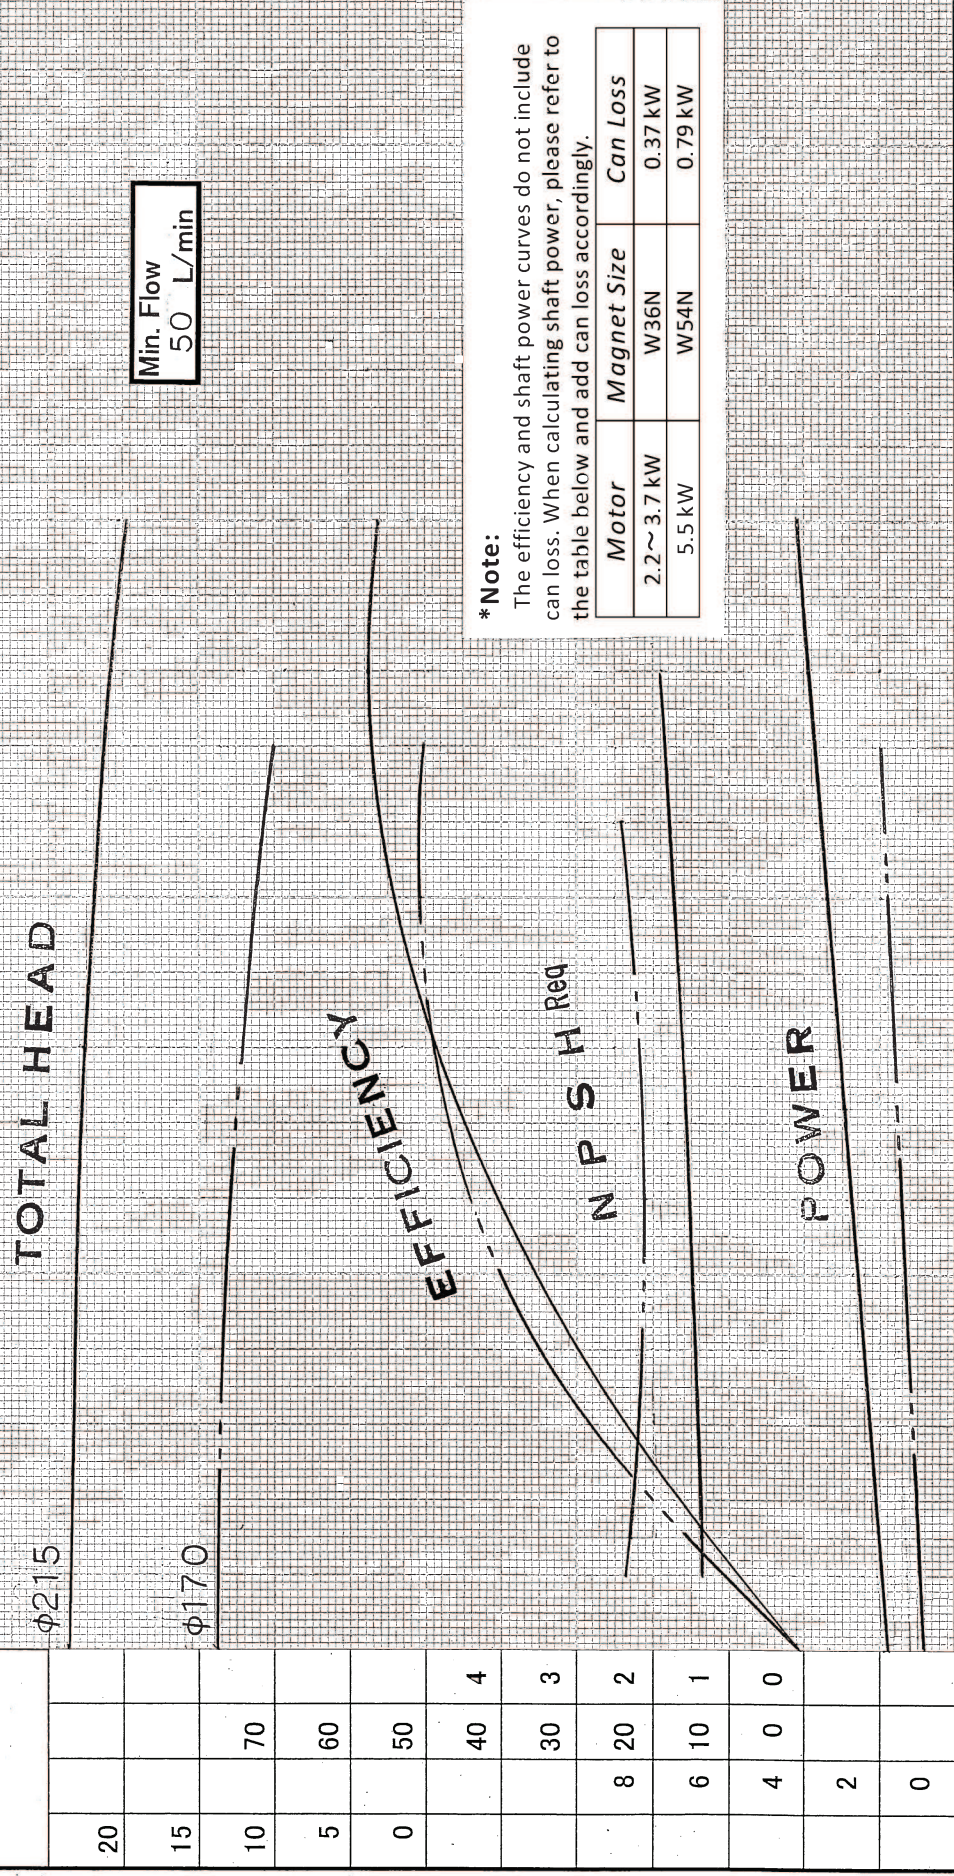 TOTAL HEAD
φ215
φ170
Min. Flow
50 L/min
EFFICIENCY
*Note:
The efficiency and shaft power curves do not include
can loss. When calculating shaft power, please refer to
the table below and add can loss accordingly.
Motor Magnet Size Can Loss
2.2~3.7 kW W36N 0.37 kW
5.5 kW W54N 0.79 kW
NPSH Req
POWER
20
15
10 70
5 60
0 50
40 4
30 3
8 20 2
6 10 1
4 0 0
2
0